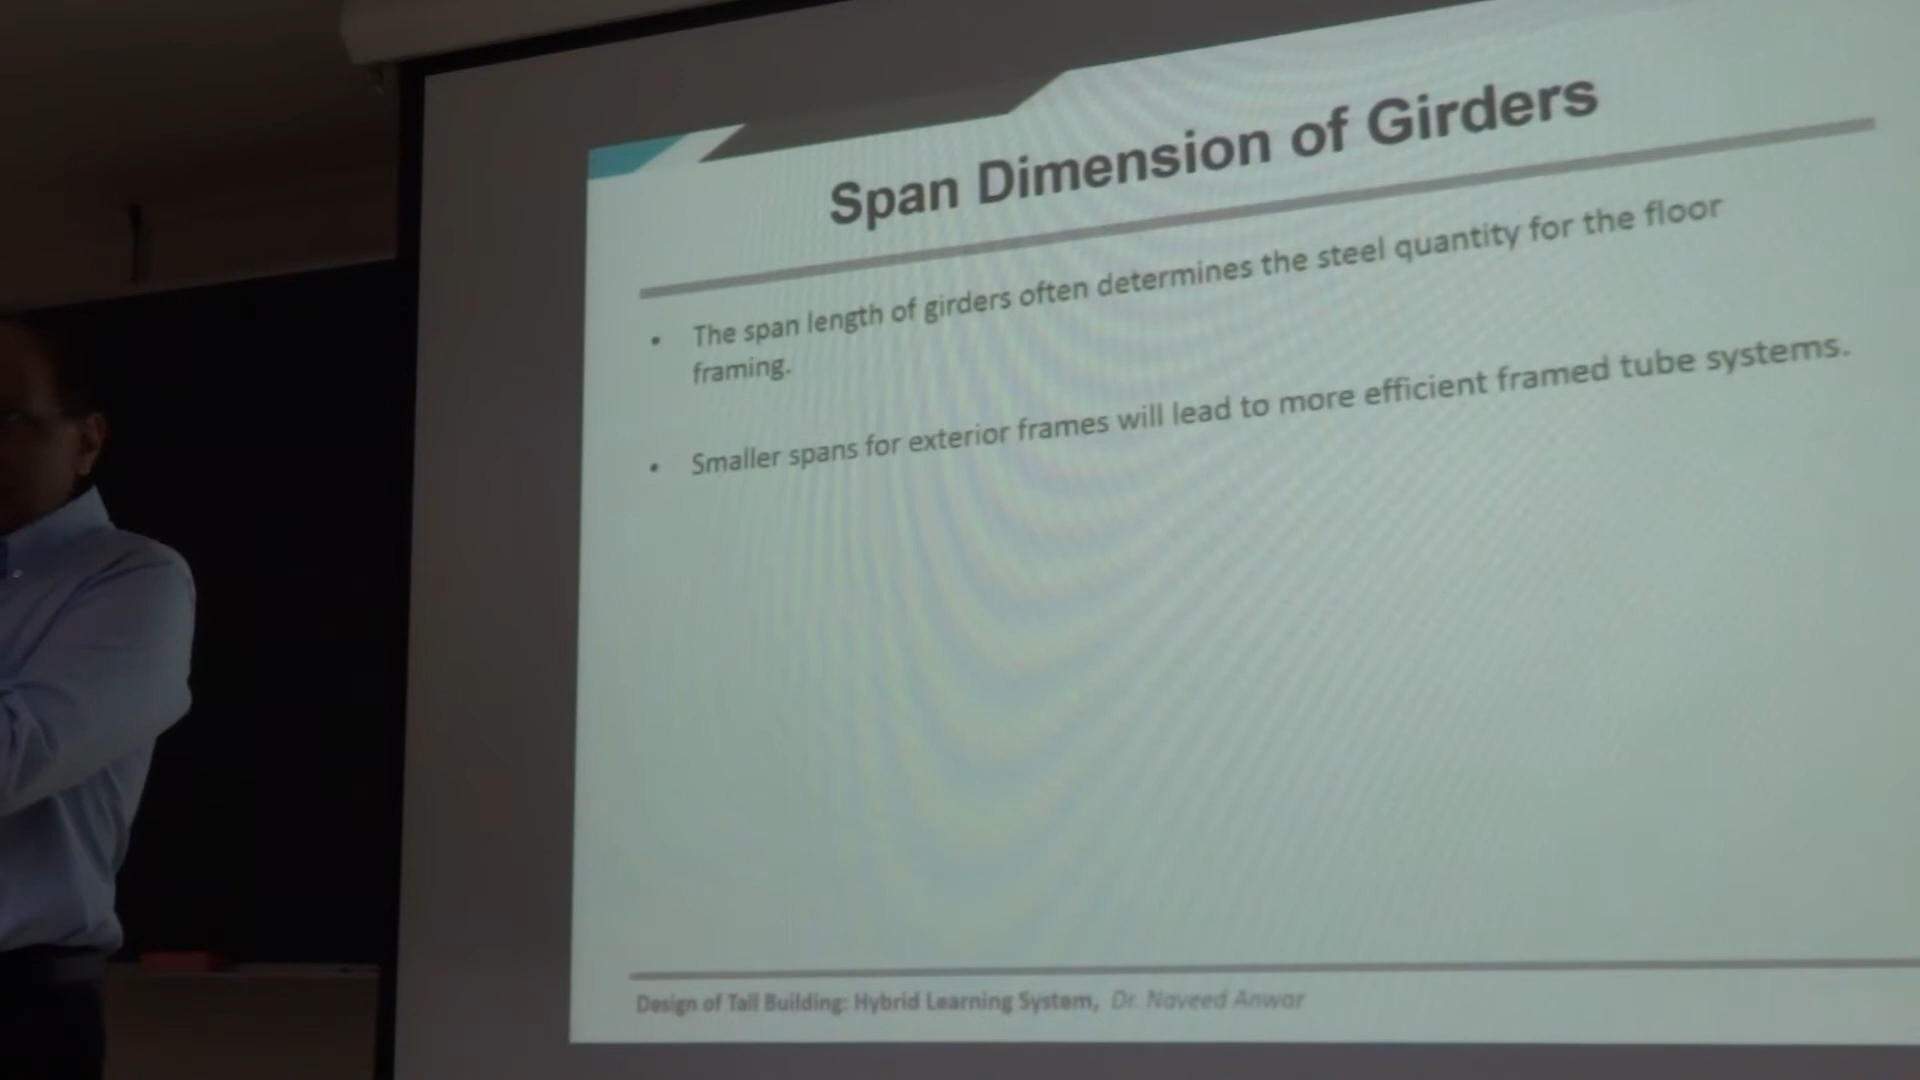 Span Dimension of Girders
• The span length of girders often determines the steel quantity for the floor
framing.
• Smaller spans for exterior frames will lead to more efficient framed tube systems.
Design of Tall Building: Hybrid Learning System, Dr. Naveed Anwar